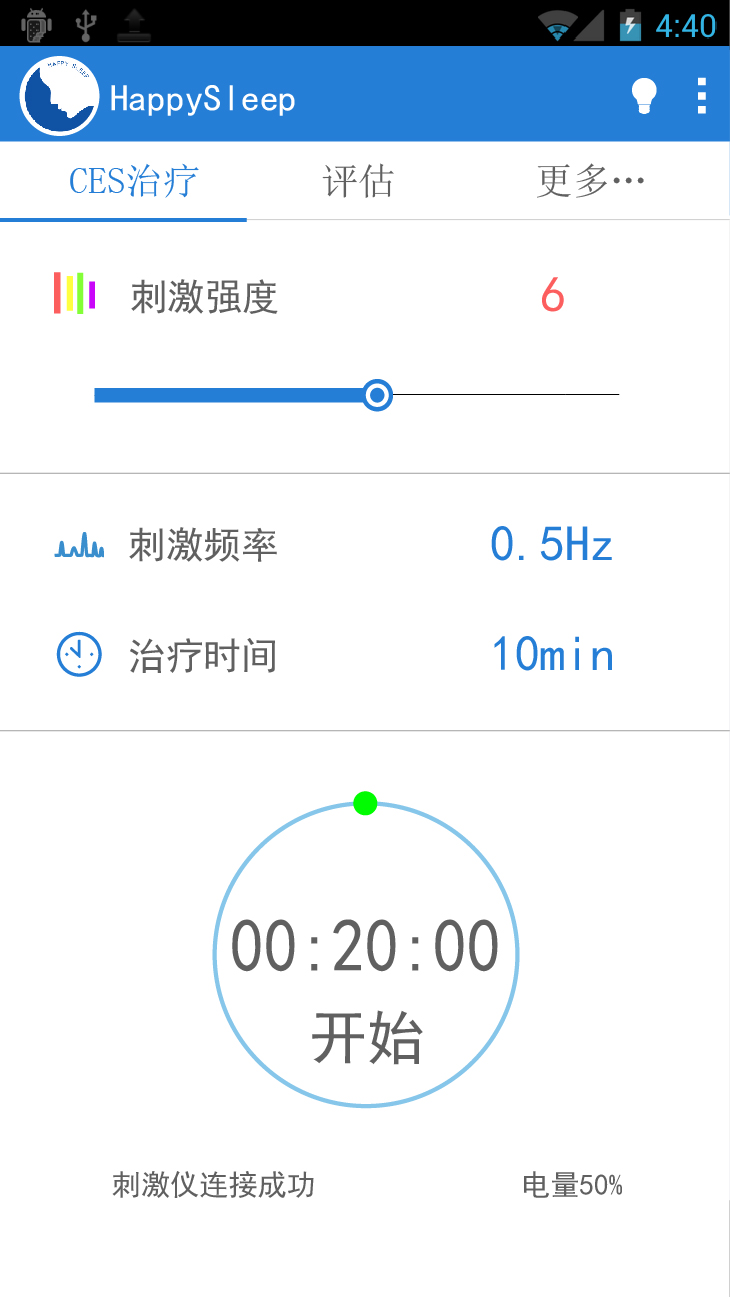 4:40
HAPPY SLEEP
HappySleep
CES治疗 评估 更多…
刺激强度 6
刺激频率 0.5Hz
治疗时间 10min
00:20:00
开始
刺激仪连接成功 电量50%